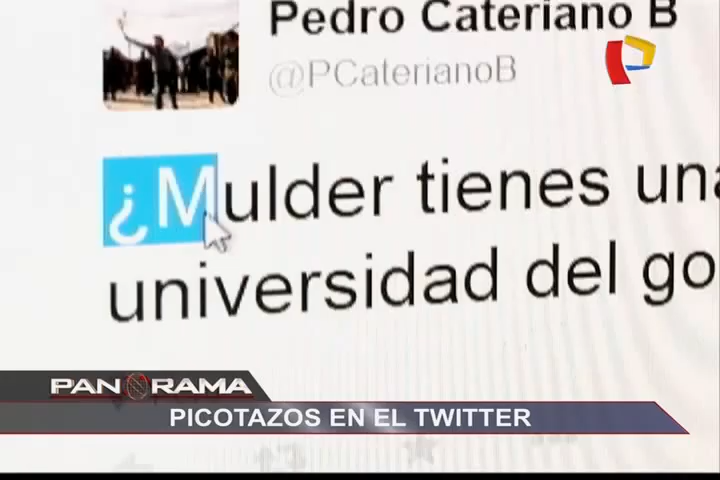 Pedro Cateriano B
@PCaterianoB
¿Mulder tienes una
universidad del go
PANORAMA
PICOTAZOS EN EL TWITTER